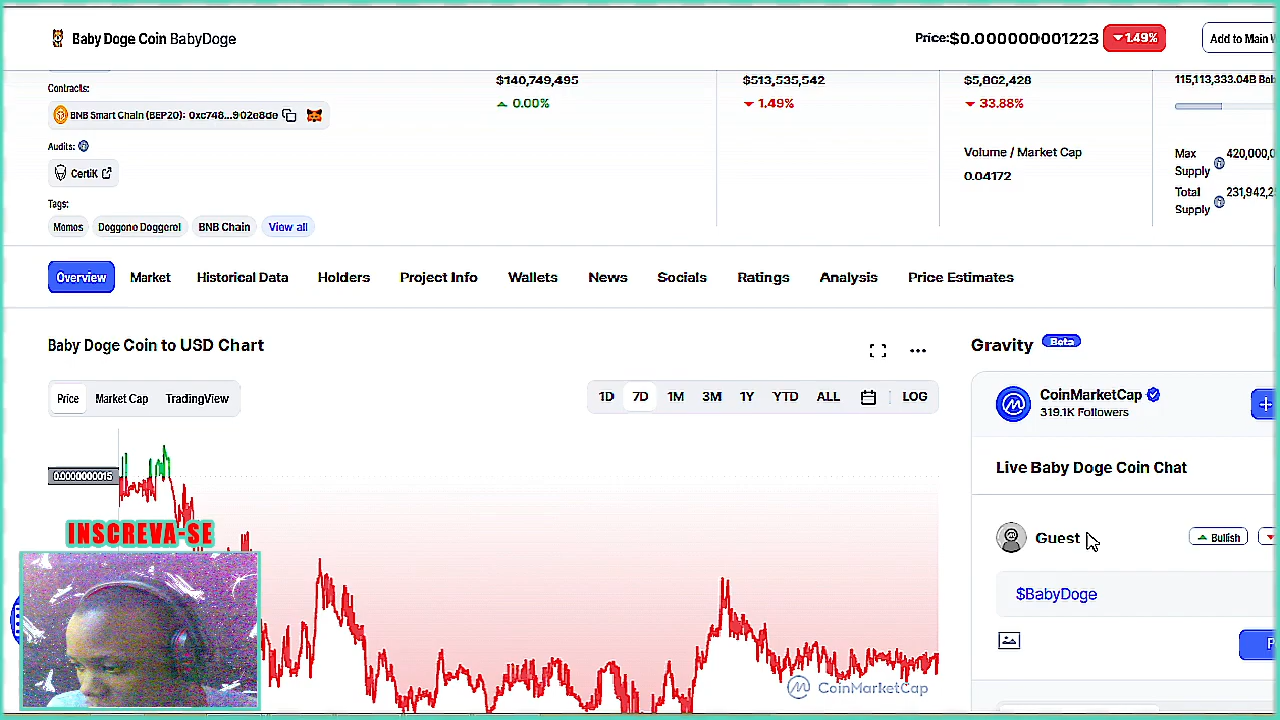 Baby Doge Coin BabyDoge
Price:$0.000000001223 1.49%
Add to Main W
Contracts:
BNB Smart Chain (BEP20): 0xc748...902e8de
Audits:
CertiK
Tags:
Memes Doggone Doggerel BNB Chain View all
$140,749,495
0.00%
$513,535,542
1.49%
$5,862,428
33.88%
Volume / Market Cap
0.04172
115,113,333.04B
Max Supply
420,000,0
Total Supply
231,942,2
Overview Market Historical Data Holders Project Info Wallets News Socials Ratings Analysis Price Estimates
Baby Doge Coin to USD Chart
Price Market Cap TradingView
1D 7D 1M 3M 1Y YTD ALL LOG
0.0000000015
CoinMarketCap
INSCREVA-SE
Gravity Beta
CoinMarketCap
319.1K Followers
Live Baby Doge Coin Chat
Guest
Bullish
$BabyDoge